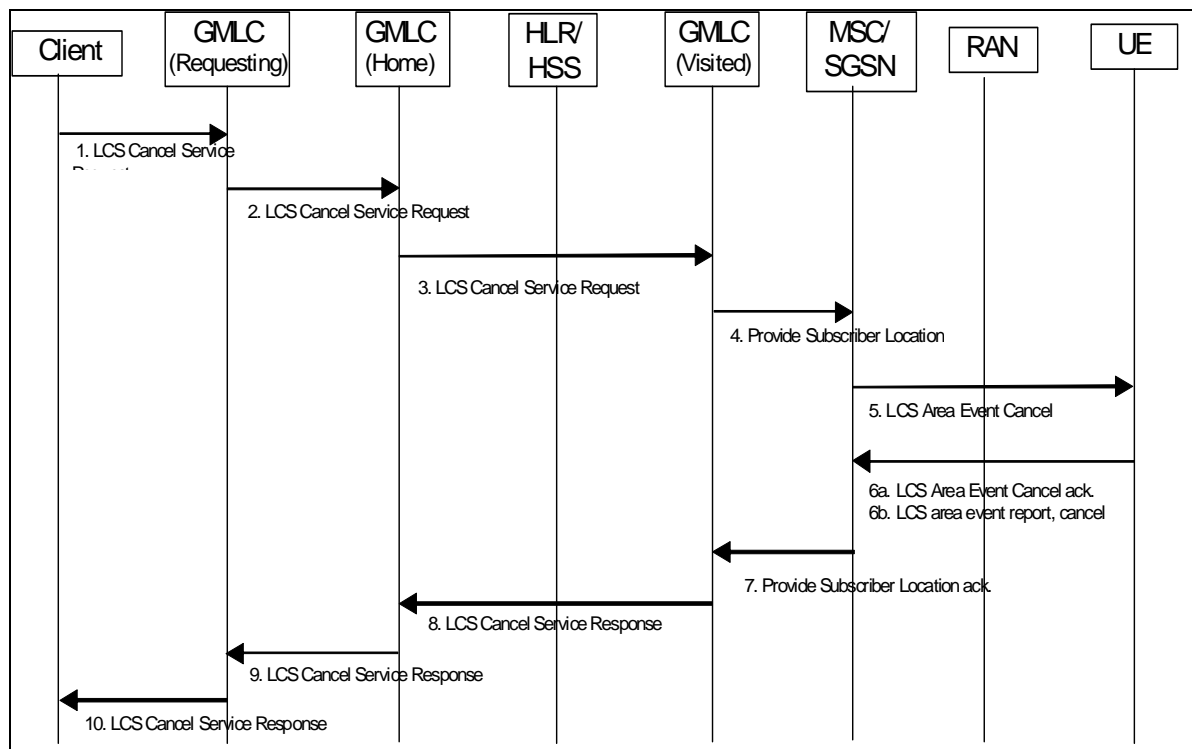 Client
GMLC
(Requesting)
GMLC
(Home)
HLR/
HSS
GMLC
(Visited)
MSC/
SGSN
RAN
UE
1. LCS Cancel Service
2. LCS Cancel Service Request
3. LCS Cancel Service Request
4. Provide Subscriber Location
5. LCS Area Event Cancel
6a. LCS Area Event Cancel ack.
6b. LCS area event report, cancel
7. Provide Subscriber Location ack.
8. LCS Cancel Service Response
9. LCS Cancel Service Response
10. LCS Cancel Service Response